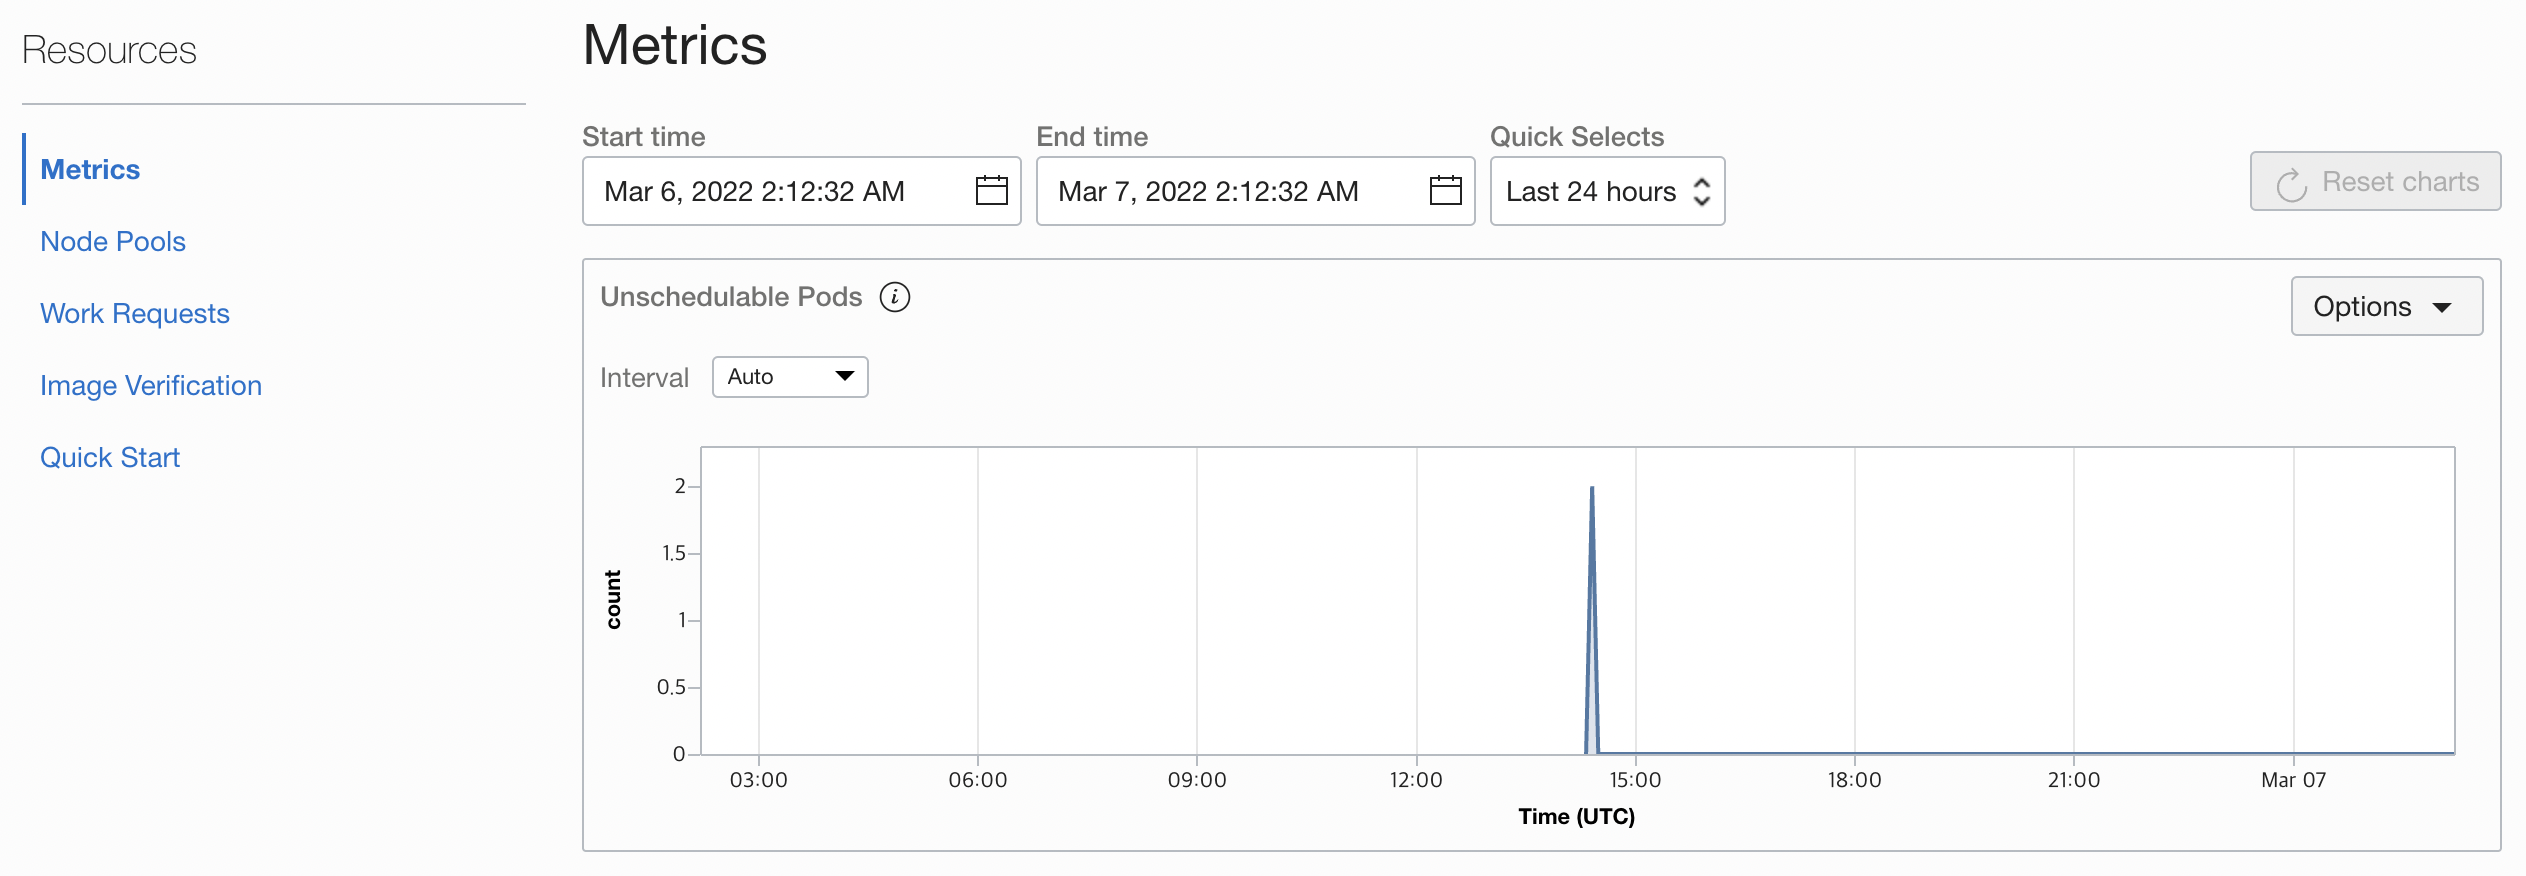 Resources
Metrics
Node Pools
Work Requests
Image Verification
Quick Start
Metrics
Start time
End time
Quick Selects
Mar 6, 2022 2:12:32 AM
Mar 7, 2022 2:12:32 AM
Last 24 hours
Reset charts
Unschedulable Pods i
Options
Interval
Auto
count
2
1.5
1
0.5
0
03:00
06:00
09:00
12:00
15:00
18:00
21:00
Mar 07
Time (UTC)